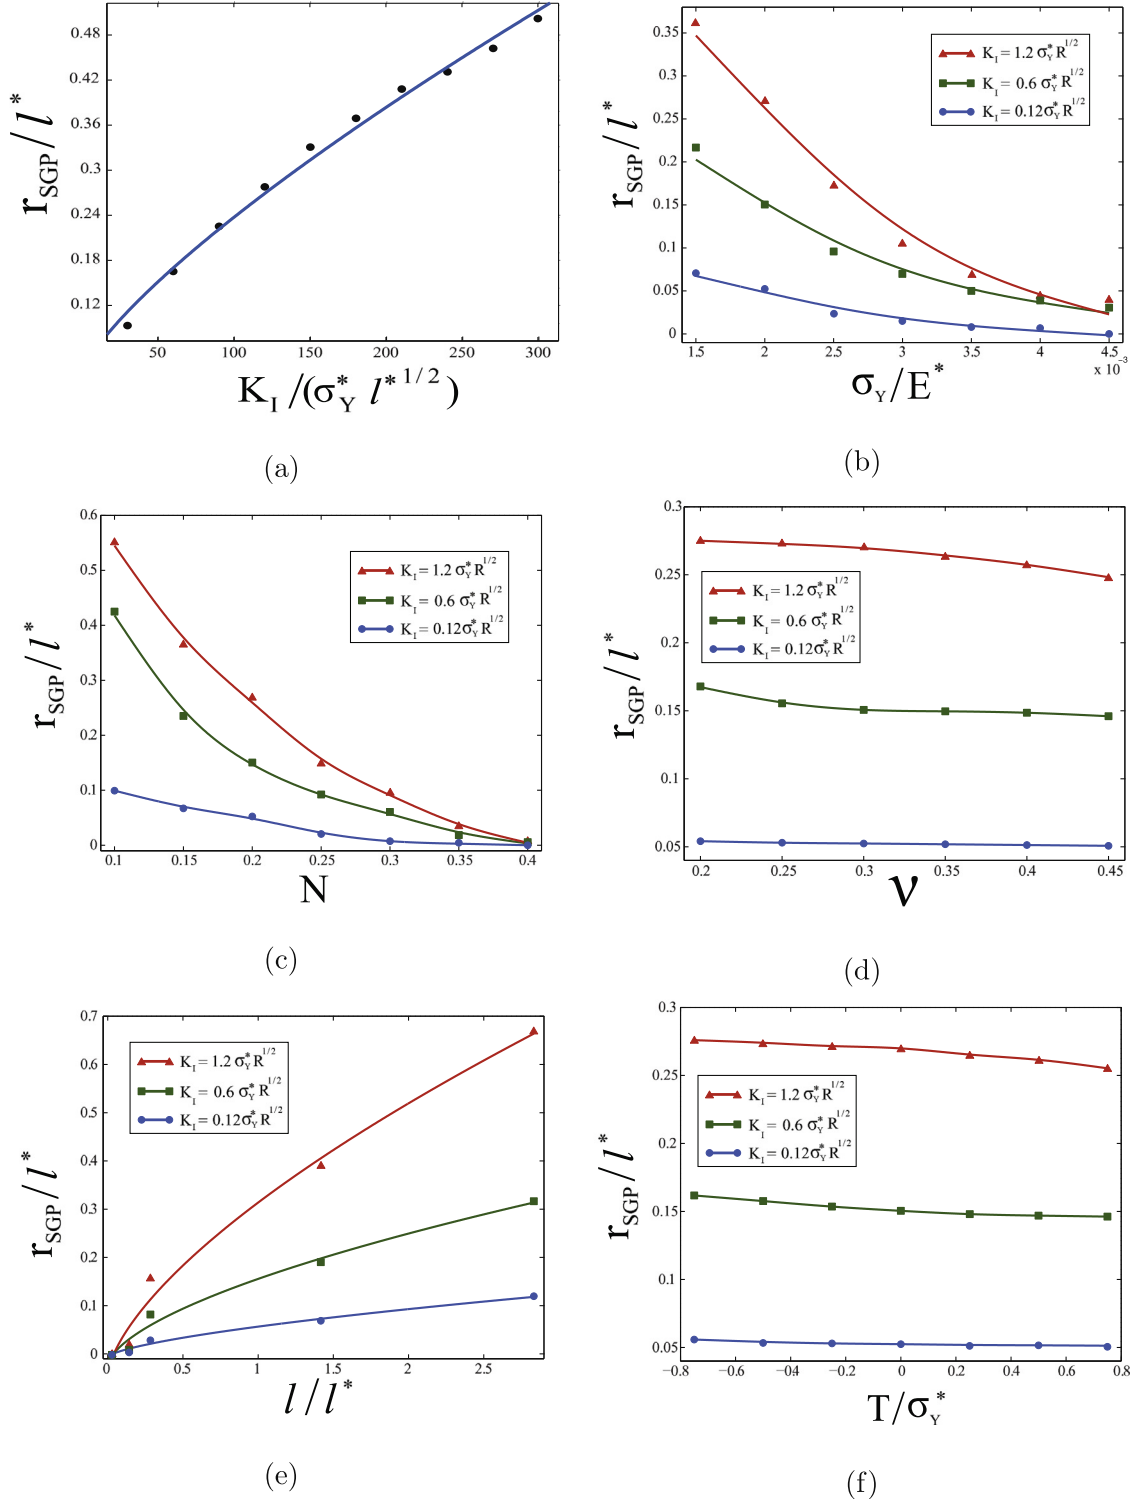 0.48
0.42
0.36
0.3
0.24
0.18
0.12
r_SGP/l*
50 100 150 200 250 300
K_I/(σ*_Y l*^1/2)
(a)
0.35
0.3
0.25
0.2
0.15
0.1
0.05
0
r_SGP/l*
K_I = 1.2 σ*_Y R^1/2
K_I = 0.6 σ*_Y R^1/2
K_I = 0.12σ*_Y R^1/2
1.5 2 2.5 3 3.5 4 4.5
x 10^-3
σ_Y/E*
(b)
0.6
0.5
0.4
0.3
0.2
0.1
0
r_SGP/l*
K_I = 1.2 σ*_Y R^1/2
K_I = 0.6 σ*_Y R^1/2
K_I = 0.12σ*_Y R^1/2
0.1 0.15 0.2 0.25 0.3 0.35 0.4
N
(c)
0.3
0.25
0.2
0.15
0.1
0.05
r_SGP/l*
K_I = 1.2 σ*_Y R^1/2
K_I = 0.6 σ*_Y R^1/2
K_I = 0.12σ*_Y R^1/2
0.2 0.25 0.3 0.35 0.4 0.45
ν
(d)
0.7
0.6
0.5
0.4
0.3
0.2
0.1
0
r_SGP/l*
K_I = 1.2 σ*_Y R^1/2
K_I = 0.6 σ*_Y R^1/2
K_I = 0.12σ*_Y R^1/2
0 0.5 1 1.5 2 2.5
l/l*
(e)
0.3
0.25
0.2
0.15
0.1
0.05
r_SGP/l*
K_I = 1.2 σ*_Y R^1/2
K_I = 0.6 σ*_Y R^1/2
K_I = 0.12σ*_Y R^1/2
−0.8 −0.6 −0.4 −0.2 0 0.2 0.4 0.6 0.8
T/σ_Y*
(f)